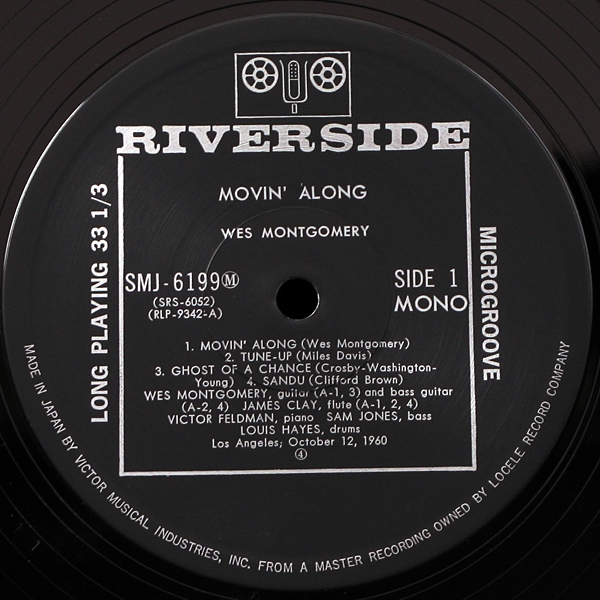 RIVERSIDE
MOVIN' ALONG
WES MONTGOMERY
LONG PLAYING 33 1/3
MICROGROOVE
SMJ-6199Ⓜ
(SRS-6052)
(RLP-9342-A)
SIDE 1
MONO
1. MOVIN' ALONG (Wes Montgomery)
2. TUNE-UP (Miles Davis)
3. GHOST OF A CHANCE (Crosby-Washington-
Young) 4. SANDU (Clifford Brown)
WES MONTGOMERY, guitar (A-1, 3) and bass guitar
(A-2, 4) JAMES CLAY, flute (A-1, 2, 4)
VICTOR FELDMAN, piano SAM JONES, bass
LOUIS HAYES, drums
Los Angeles; October 12, 1960
④
MADE IN JAPAN BY VICTOR MUSICAL INDUSTRIES, INC. FROM A MASTER RECORDING OWNED BY LOCELE RECORD COMPANY